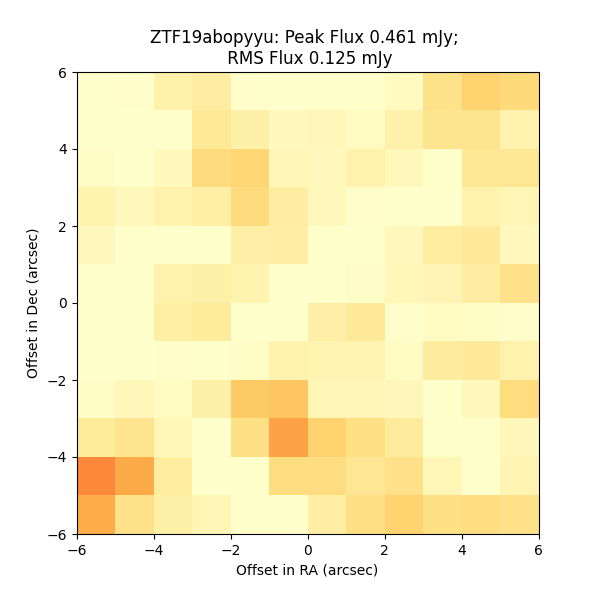 ZTF19abopyyu: Peak Flux 0.461 mJy;
RMS Flux 0.125 mJy
6
4
2
0
−2
−4
−6
Offset in Dec (arcsec)
−6 −4 −2 0 2 4 6
Offset in RA (arcsec)